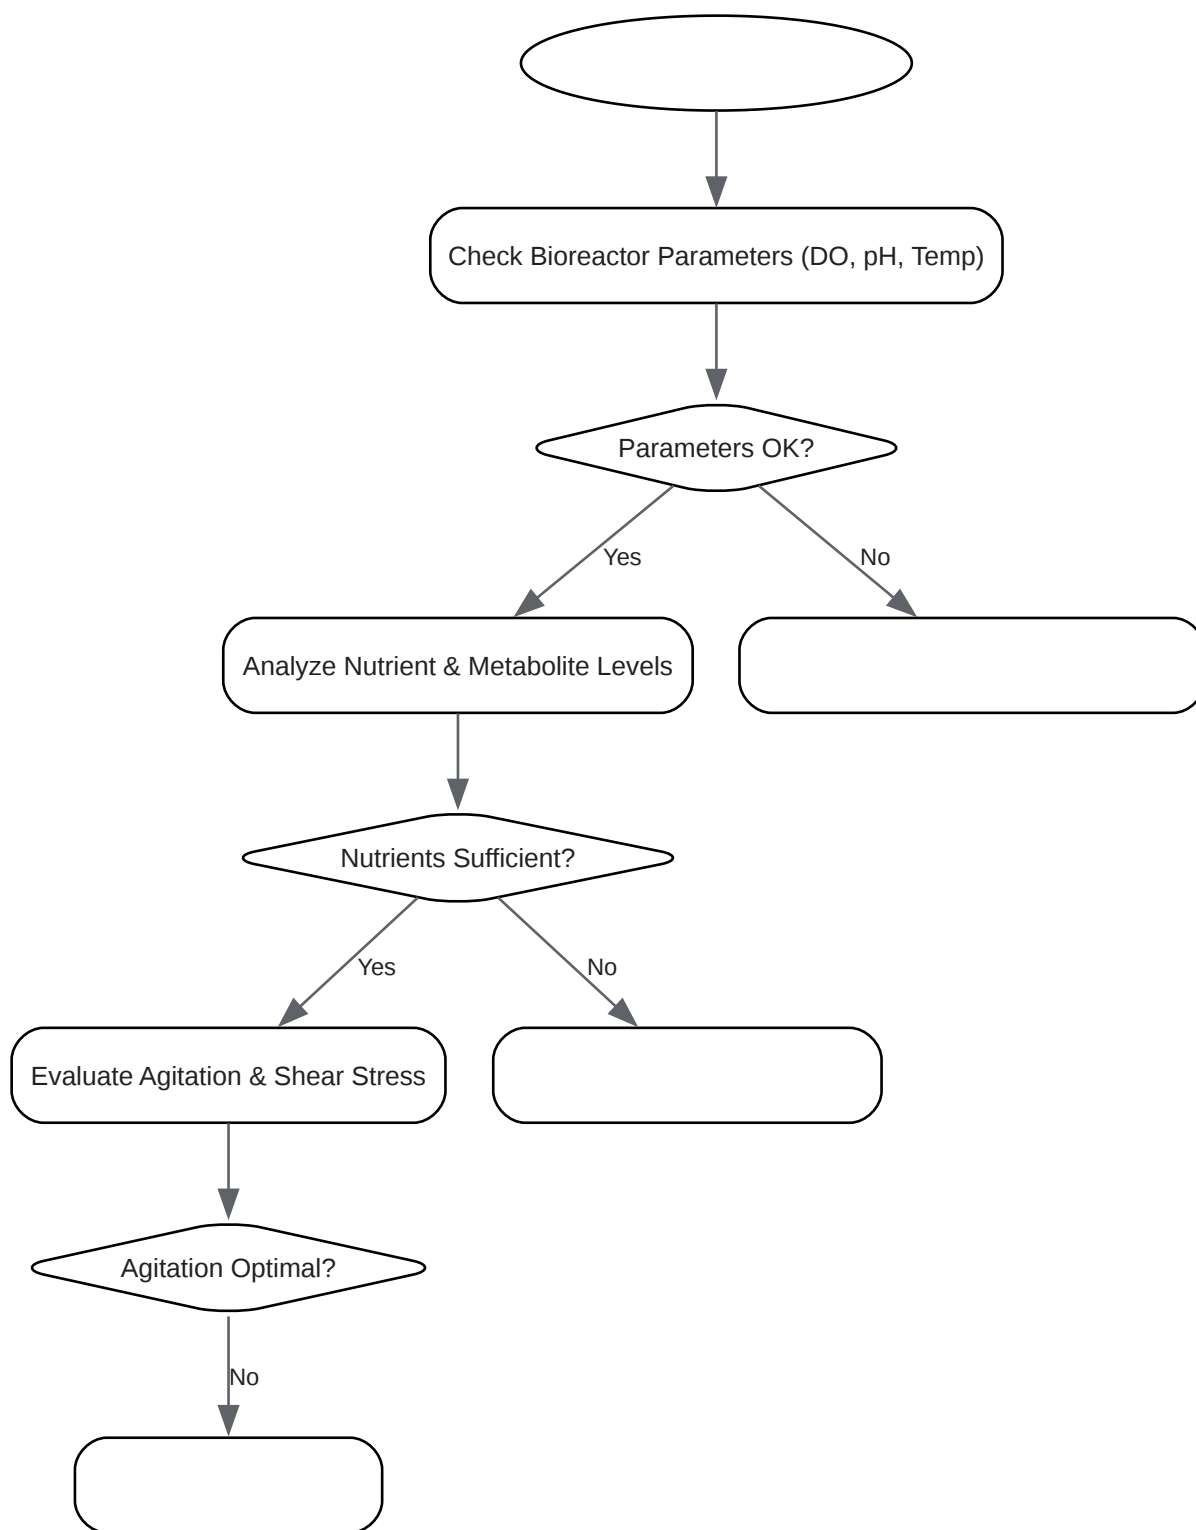 Check Bioreactor Parameters (DO, pH, Temp)
Parameters OK?
Yes
No
Analyze Nutrient & Metabolite Levels
Nutrients Sufficient?
Yes
No
Evaluate Agitation & Shear Stress
Agitation Optimal?
No